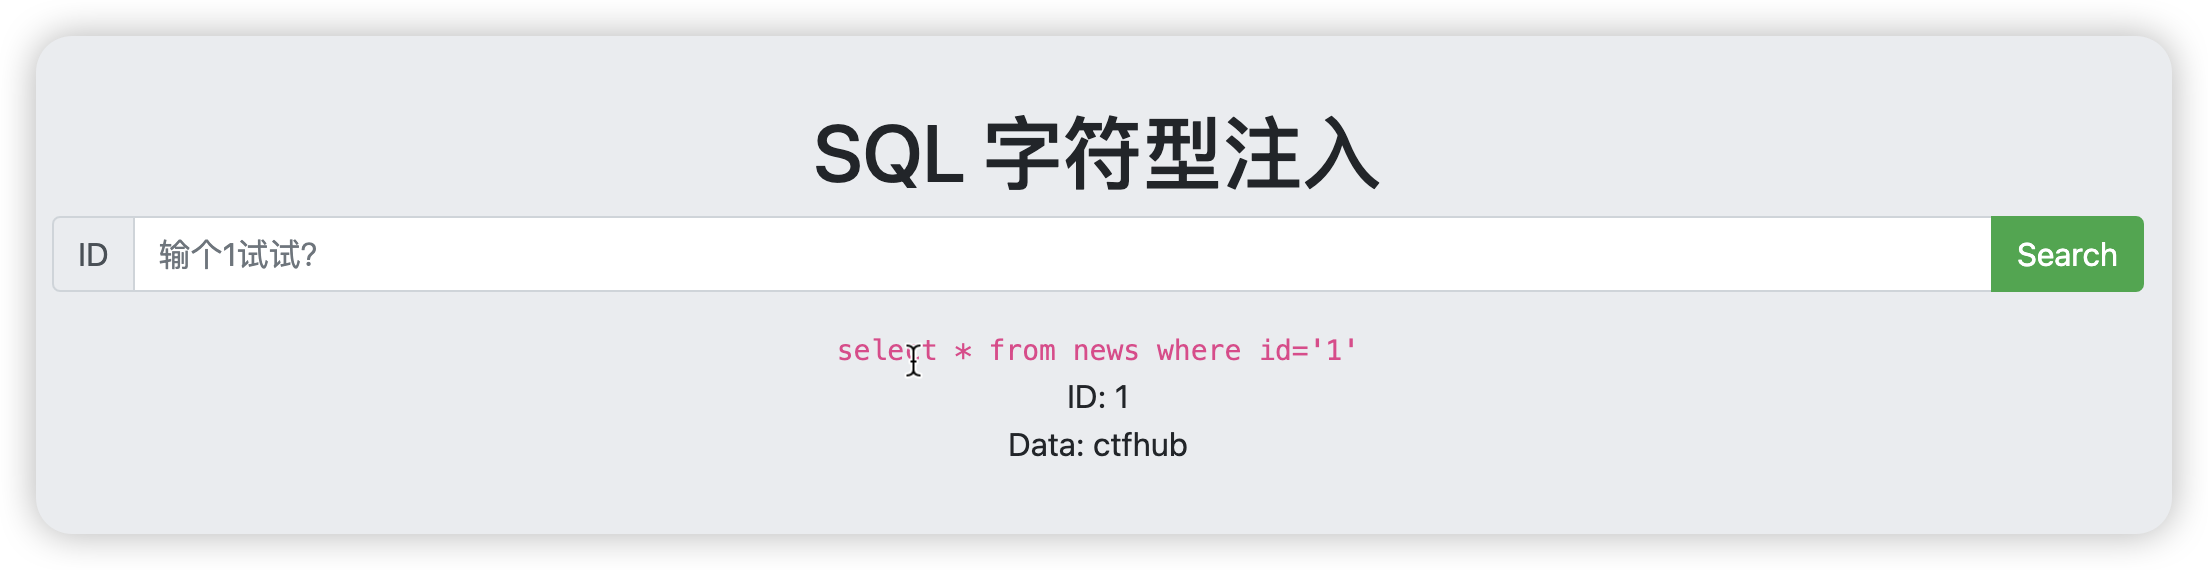 SQL 字符型注入
ID 输个1试试? Search
select * from news where id='1'
ID: 1
Data: ctfhub